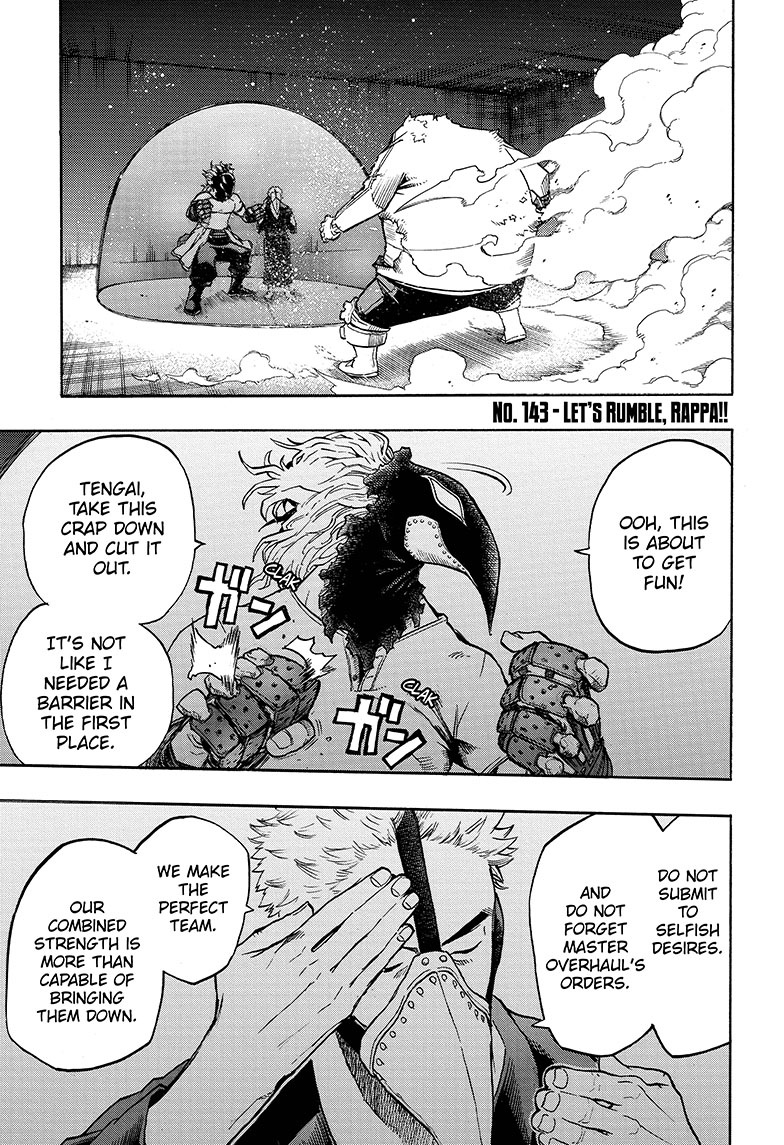 NO. 143 - LET'S RUMBLE, RAPPA!!
OOH, THIS
IS ABOUT
TO GET
FUN!
TENGAI,
TAKE THIS
CRAP DOWN
AND CUT IT
OUT.
IT'S NOT
LIKE I
NEEDED A
BARRIER IN
THE FIRST
PLACE.
CLAK
ガン
CLAK
ガン
DO NOT
SUBMIT
TO
SELFISH
DESIRES.
AND
DO NOT
FORGET
MASTER
OVERHAUL'S
ORDERS.
WE MAKE
THE
PERFECT
TEAM.
OUR
COMBINED
STRENGTH IS
MORE THAN
CAPABLE OF
BRINGING
THEM DOWN.